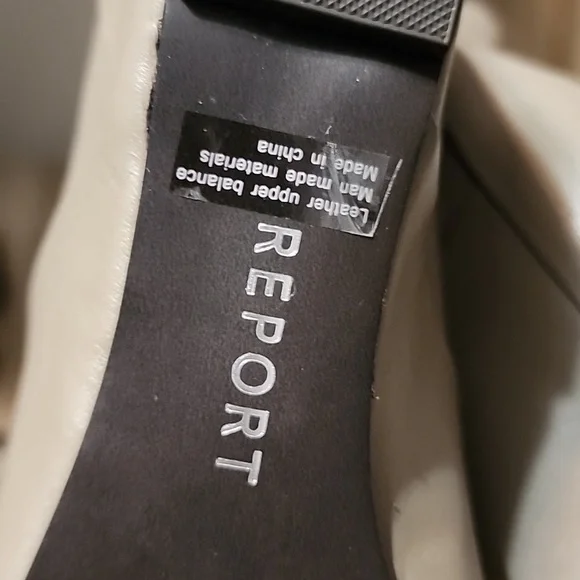 Leather upper balance
Man made materials
Made in China
REPORT